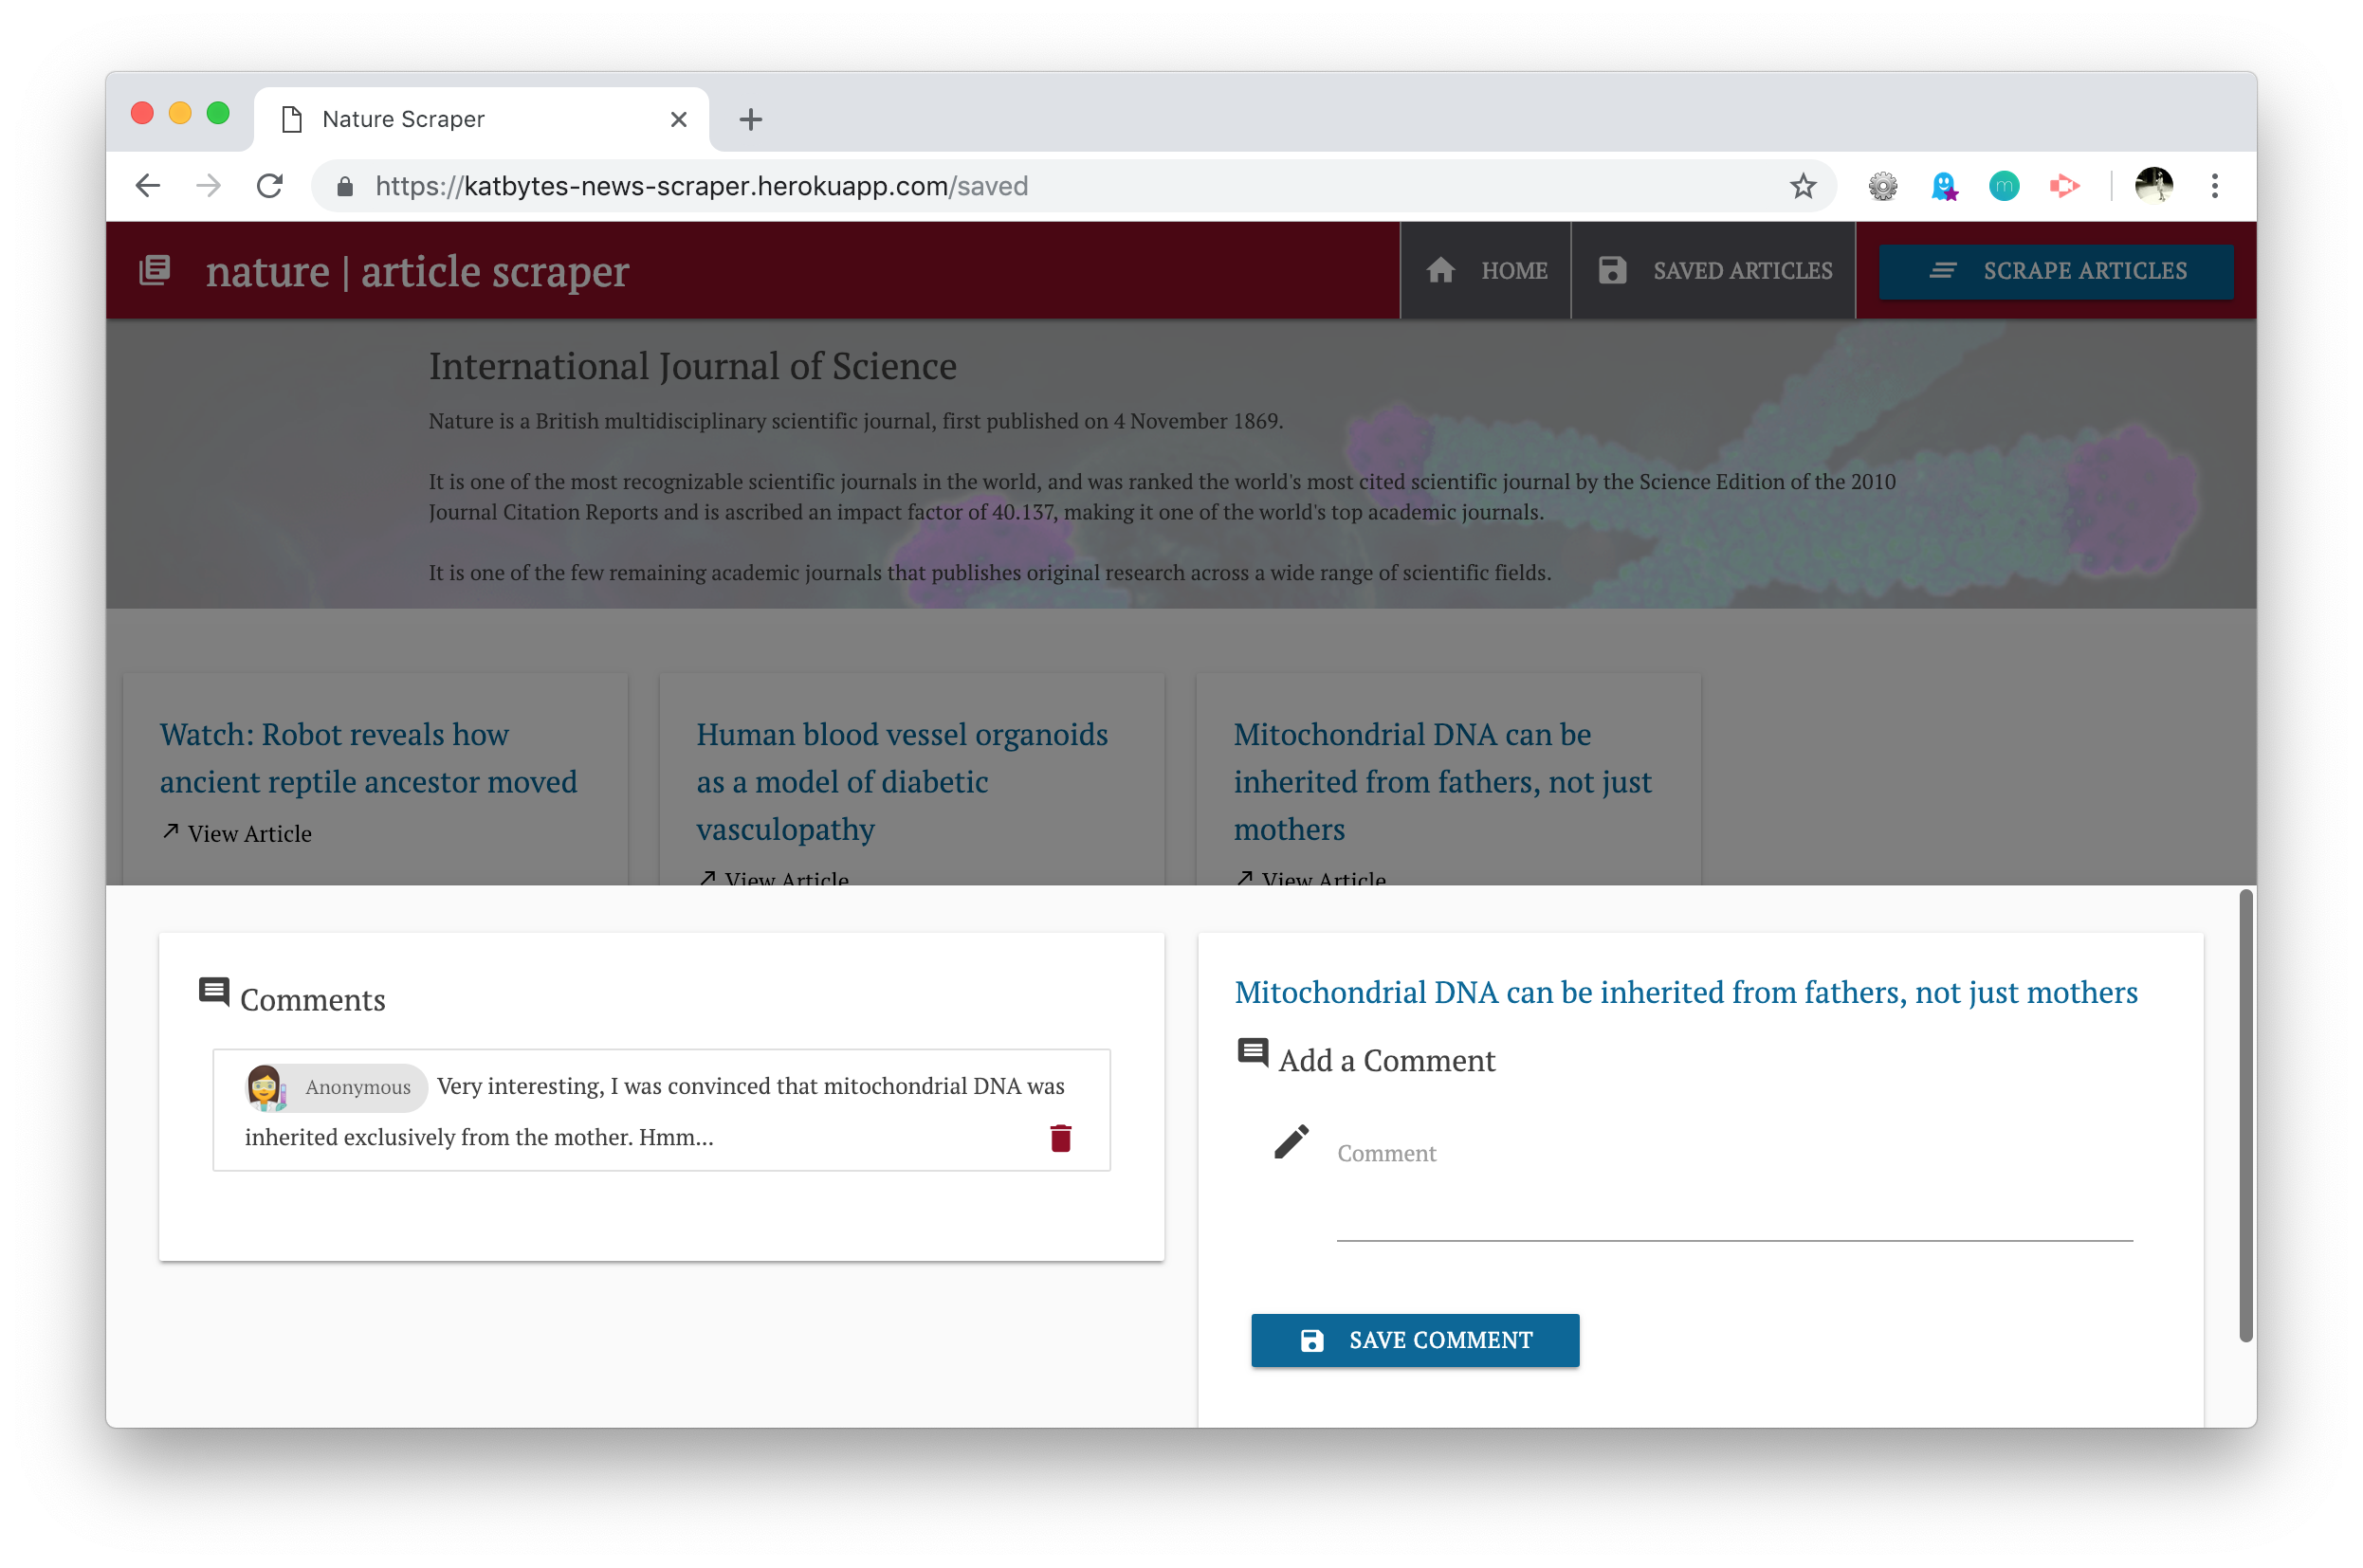 Nature Scraper
https://katbytes-news-scraper.herokuapp.com/saved
m
nature | article scraper
HOME
SAVED ARTICLES
SCRAPE ARTICLES
International Journal of Science
Nature is a British multidisciplinary scientific journal, first published on 4 November 1869.
It is one of the most recognizable scientific journals in the world, and was ranked the world's most cited scientific journal by the Science Edition of the 2010
Journal Citation Reports and is ascribed an impact factor of 40.137, making it one of the world's top academic journals.
It is one of the few remaining academic journals that publishes original research across a wide range of scientific fields.
Watch: Robot reveals how
ancient reptile ancestor moved
View Article
Human blood vessel organoids
as a model of diabetic
vasculopathy
View Article
Mitochondrial DNA can be
inherited from fathers, not just
mothers
View Article
Comments
Anonymous Very interesting, I was convinced that mitochondrial DNA was
inherited exclusively from the mother. Hmm...
Mitochondrial DNA can be inherited from fathers, not just mothers
Add a Comment
Comment
SAVE COMMENT